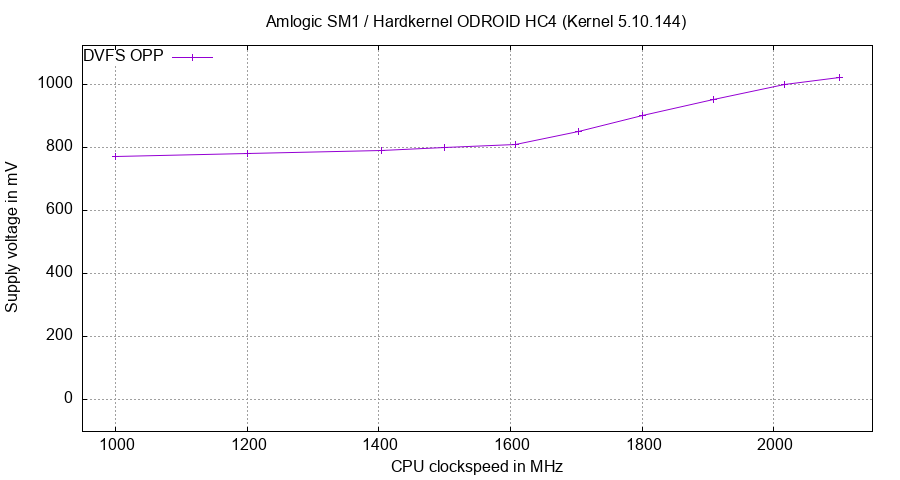 Amlogic SM1 / Hardkernel ODROID HC4 (Kernel 5.10.144)
DVFS OPP
1000
800
600
400
200
0
Supply voltage in mV
1000 1200 1400 1600 1800 2000
CPU clockspeed in MHz